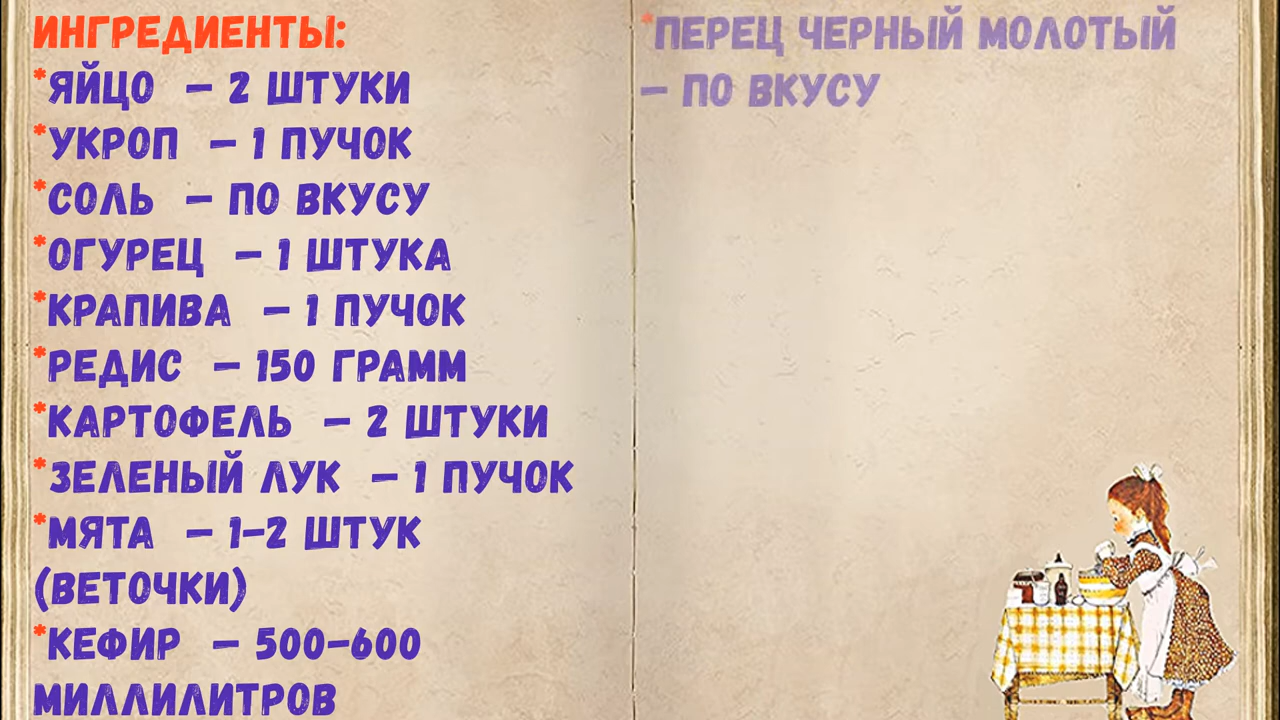 ИНГРЕДИЕНТЫ:
*ЯЙЦО – 2 ШТУКИ
*УКРОП – 1 ПУЧОК
*СОЛЬ – ПО ВКУСУ
*ОГУРЕЦ – 1 ШТУКА
*КРАПИВА – 1 ПУЧОК
*РЕДИС – 150 ГРАММ
*КАРТОФЕЛЬ – 2 ШТУКИ
*ЗЕЛЕНЫЙ ЛУК – 1 ПУЧОК
*МЯТА – 1-2 ШТУК
(ВЕТОЧКИ)
*КЕФИР – 500-600
МИЛЛИЛИТРОВ
*ПЕРЕЦ ЧЕРНЫЙ МОЛОТЫЙ
– ПО ВКУСУ